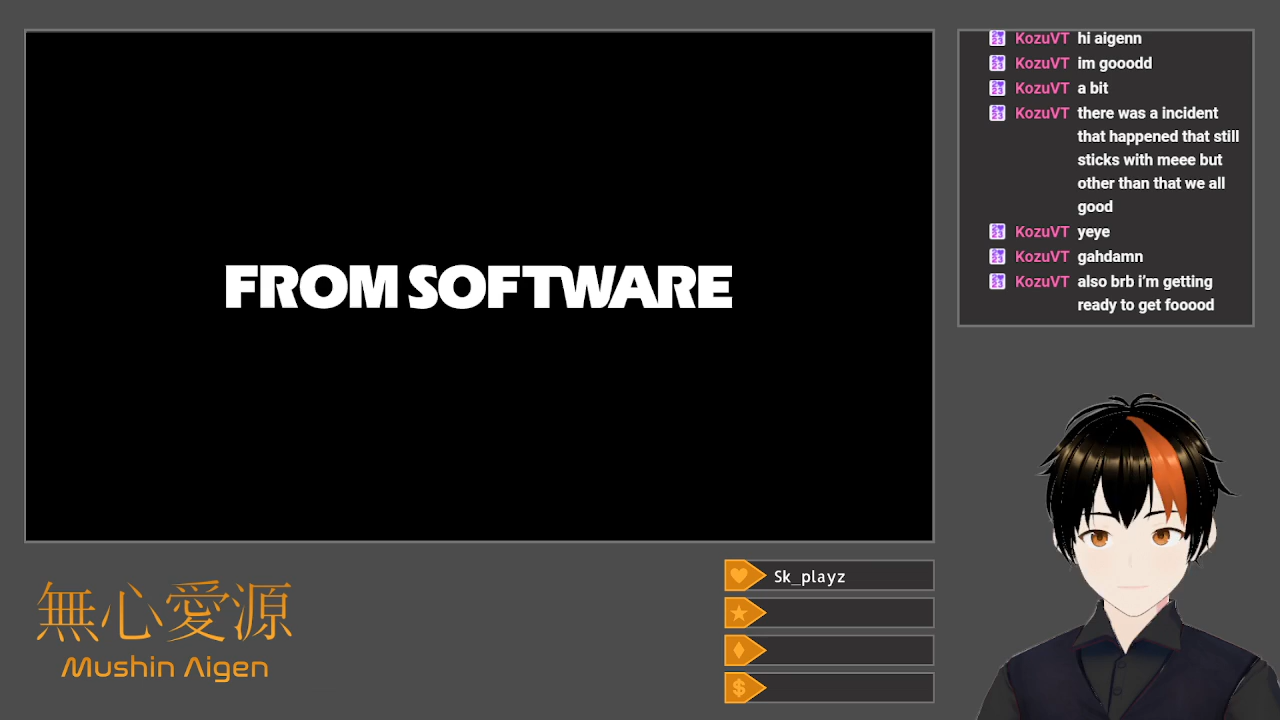 FROM SOFTWARE
KozuVT hi aigenn
KozuVT im gooodd
KozuVT a bit
KozuVT there was a incident
that happened that still
sticks with meee but
other than that we all
good
KozuVT yeye
KozuVT gahdamn
KozuVT also brb i'm getting
ready to get fooood
無心愛源
Mushin Aigen
Sk_playz
$